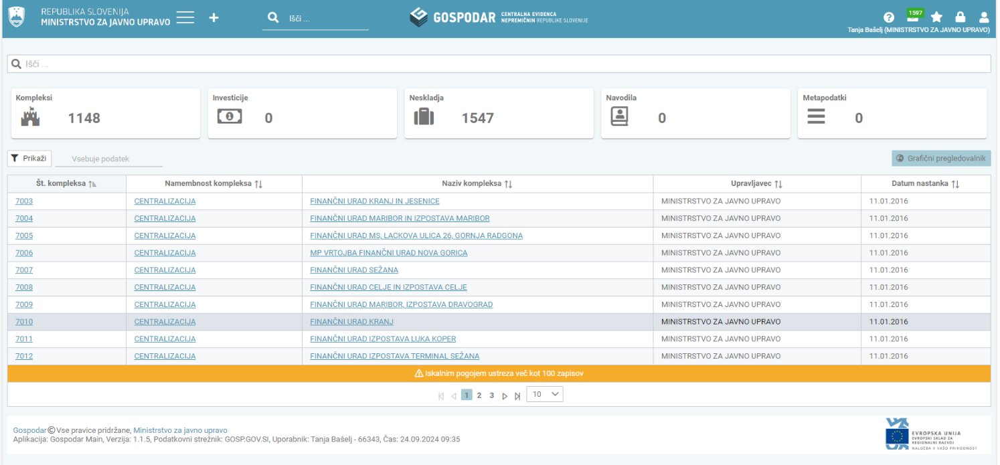 REPUBLIKA SLOVENIJA
MINISTRSTVO ZA JAVNO UPRAVO
Išči ...
GOSPODAR CENTRALNA EVIDENCA
NEPREMIČNIN REPUBLIKE SLOVENIJE
1597
Tanja Bašelj (MINISTRSTVO ZA JAVNO UPRAVO)
Išči ...
Kompleksi
1148
Investicije
0
Neskladja
1547
Navodila
0
Metapodatki
0
Prikaži Vsebuje podatek Grafični pregledovalnik
Št. kompleksa Namembnost kompleksa Naziv kompleksa Upravljavec Datum nastanka
7003 CENTRALIZACIJA FINANČNI URAD KRANJ IN JESENICE MINISTRSTVO ZA JAVNO UPRAVO 11.01.2016
7004 CENTRALIZACIJA FINANČNI URAD MARIBOR IN IZPOSTAVA MARIBOR MINISTRSTVO ZA JAVNO UPRAVO 11.01.2016
7005 CENTRALIZACIJA FINANČNI URAD MS, LACKOVA ULICA 26, GORNJA RADGONA MINISTRSTVO ZA JAVNO UPRAVO 11.01.2016
7006 CENTRALIZACIJA MP VRTOJBA FINANČNI URAD NOVA GORICA MINISTRSTVO ZA JAVNO UPRAVO 11.01.2016
7007 CENTRALIZACIJA FINANČNI URAD SEŽANA MINISTRSTVO ZA JAVNO UPRAVO 11.01.2016
7008 CENTRALIZACIJA FINANČNI URAD CELJE IN IZPOSTAVA CELJE MINISTRSTVO ZA JAVNO UPRAVO 11.01.2016
7009 CENTRALIZACIJA FINANČNI URAD MARIBOR, IZPOSTAVA DRAVOGRAD MINISTRSTVO ZA JAVNO UPRAVO 11.01.2016
7010 CENTRALIZACIJA FINANČNI URAD KRANJ MINISTRSTVO ZA JAVNO UPRAVO 11.01.2016
7011 CENTRALIZACIJA FINANČNI URAD IZPOSTAVA LUKA KOPER MINISTRSTVO ZA JAVNO UPRAVO 11.01.2016
7012 CENTRALIZACIJA FINANČNI URAD IZPOSTAVA TERMINAL SEŽANA MINISTRSTVO ZA JAVNO UPRAVO 11.01.2016
Iskalnim pogojem ustreza več kot 100 zapisov
1 2 3 10
Gospodar © Vse pravice pridržane, Ministrstvo za javno upravo
Aplikacija: Gospodar Main, Verzija: 1.1.5, Podatkovni strežnik: GOSP.GOV.SI, Uporabnik: Tanja Bašelj - 66343, Čas: 24.09.2024 09:35
EVROPSKA UNIJA
EVROPSKI SKLAD ZA
REGIONALNI RAZVOJ
NALOŽBA V VAŠO PRIHODNOST